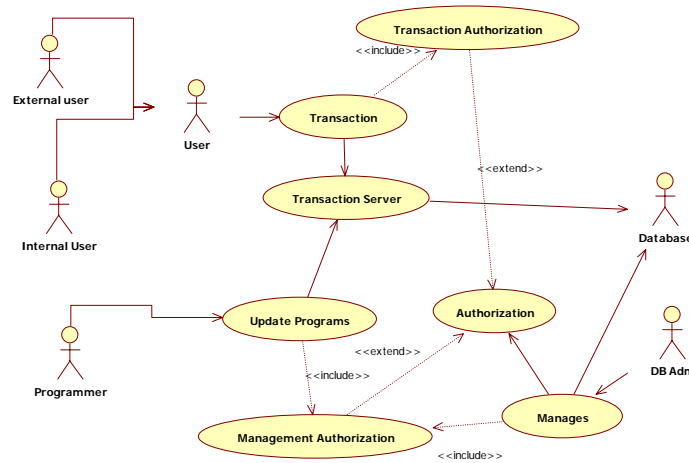 Transaction Authorization
<<include>>
External user
User
Transaction
<<extend>>
Transaction Server
Internal User
Database
Authorization
Update Programs
<<extend>>
Programmer
<<include>>
DB Adn
Manages
Management Authorization
<<include>>